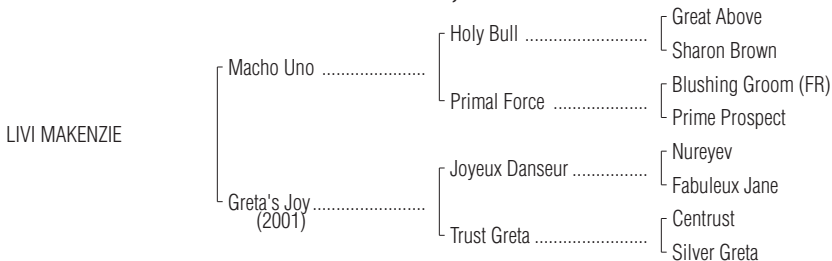 Great Above
Holy Bull ..........................
Sharon Brown
Macho Uno ......................
Blushing Groom (FR)
Primal Force ....................
Prime Prospect
LIVI MAKENZIE
Nureyev
Joyeux Danseur ................
Fabuleux Jane
Greta's Joy ........................
(2001)
Centrust
Trust Greta ........................
Silver Greta